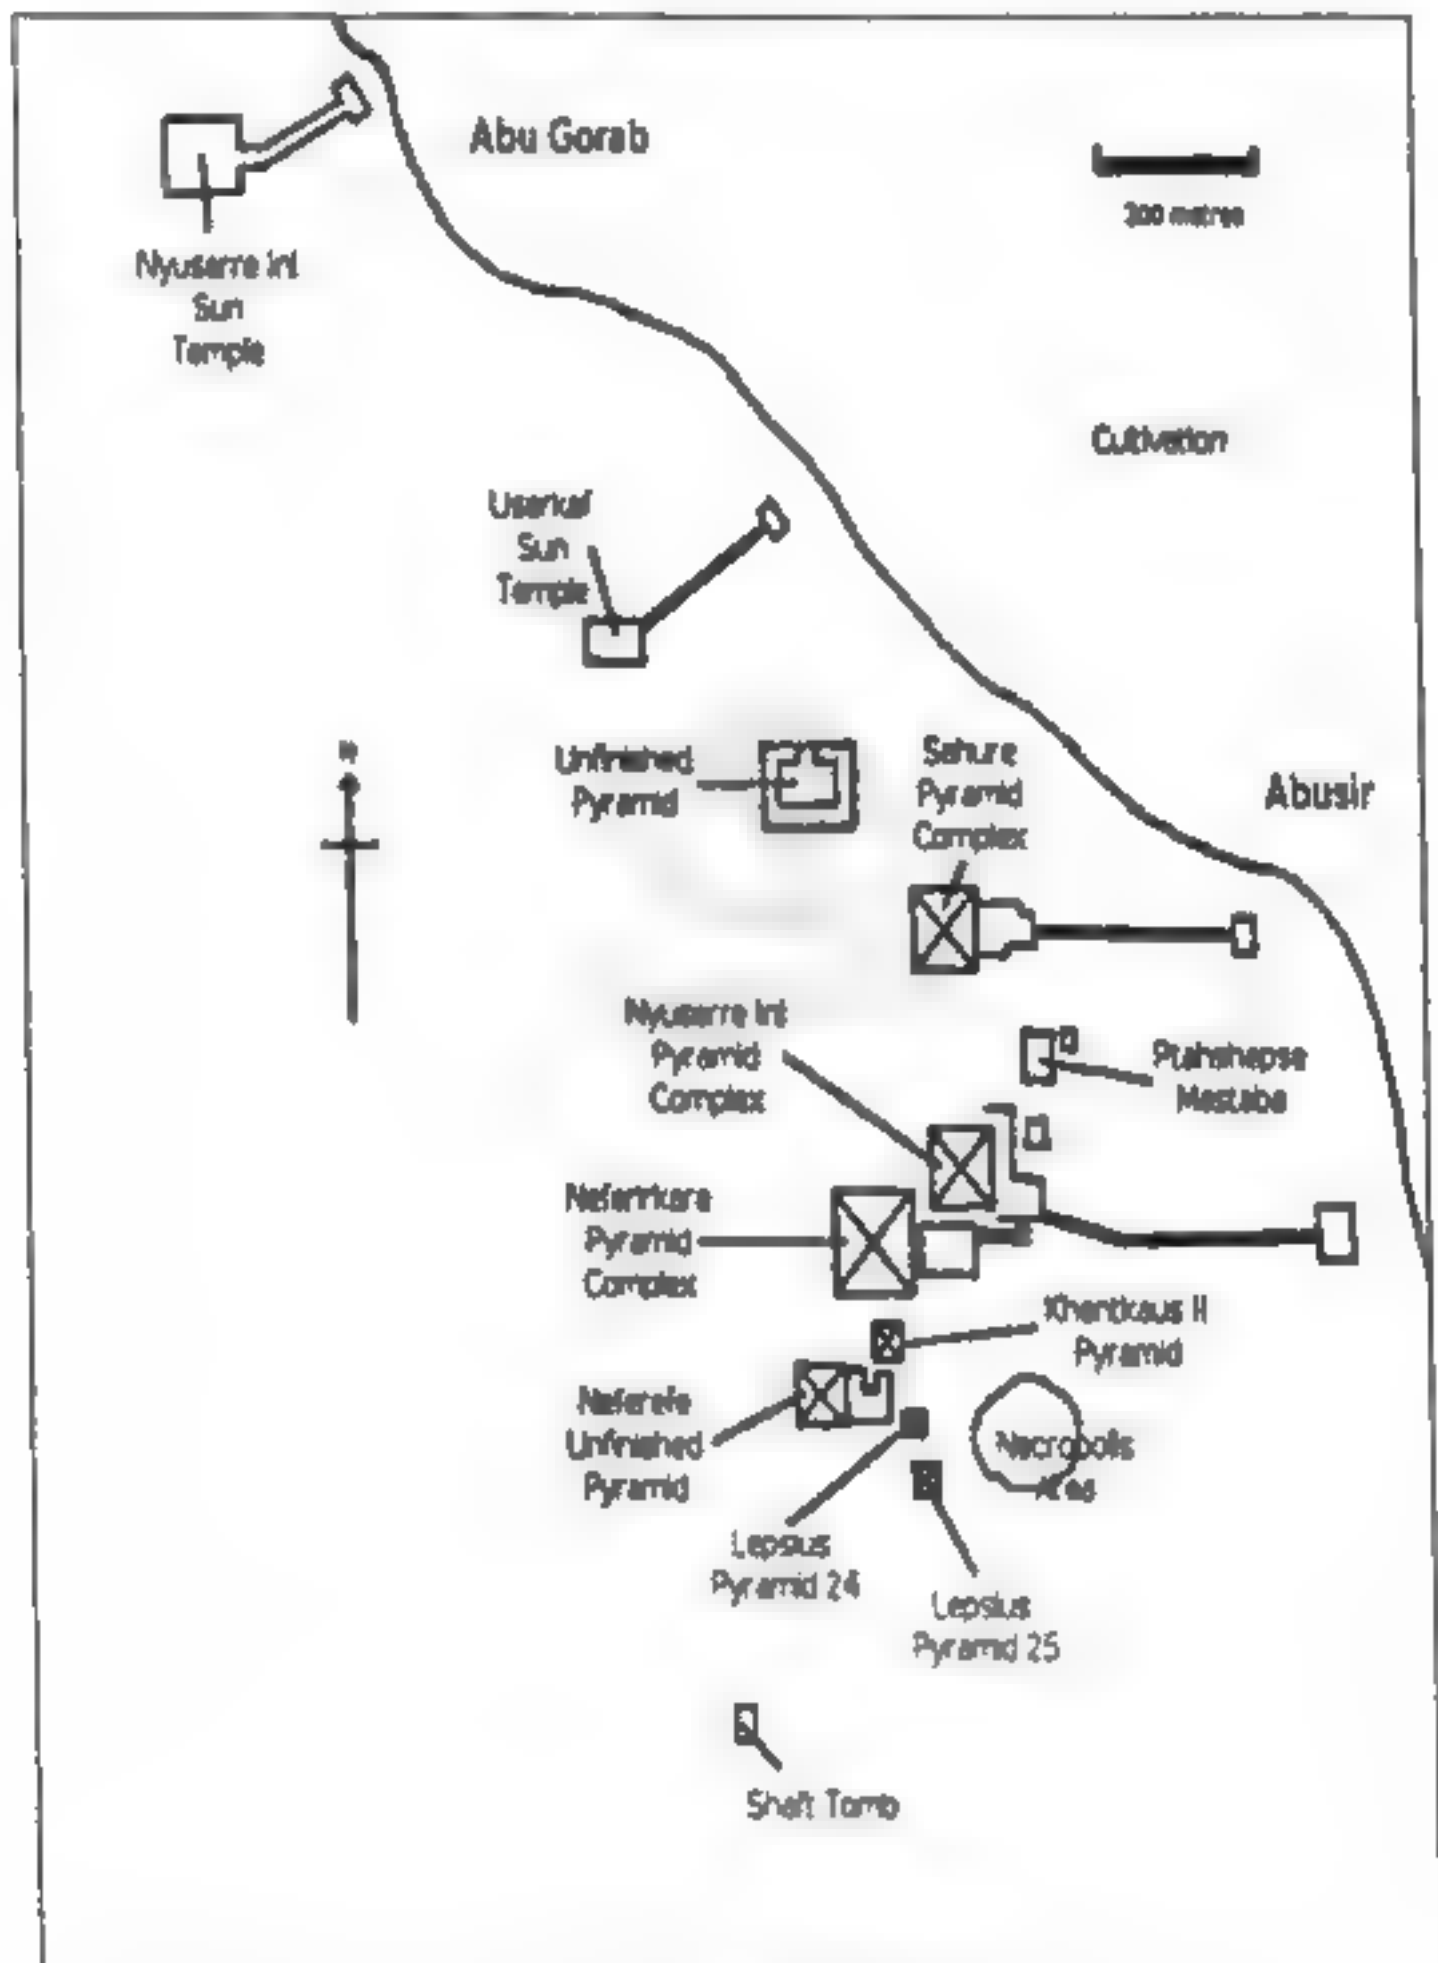 Abu Gorab
Nyuserre Ini
Sun
Temple
300 metres
Cultivation
Userkaf
Sun
Temple
N
Unfinished
Pyramid
Sahure
Pyramid
Complex
Abusir
Nyuserre Ini
Pyramid
Complex
Ptahshepse
Mastaba
Neferirkare
Pyramid
Complex
Khentkaus II
Pyramid
Neferefe
Unfinished
Pyramid
Necropolis
Area
Lepsius
Pyramid 24
Lepsius
Pyramid 25
Shaft Tomb